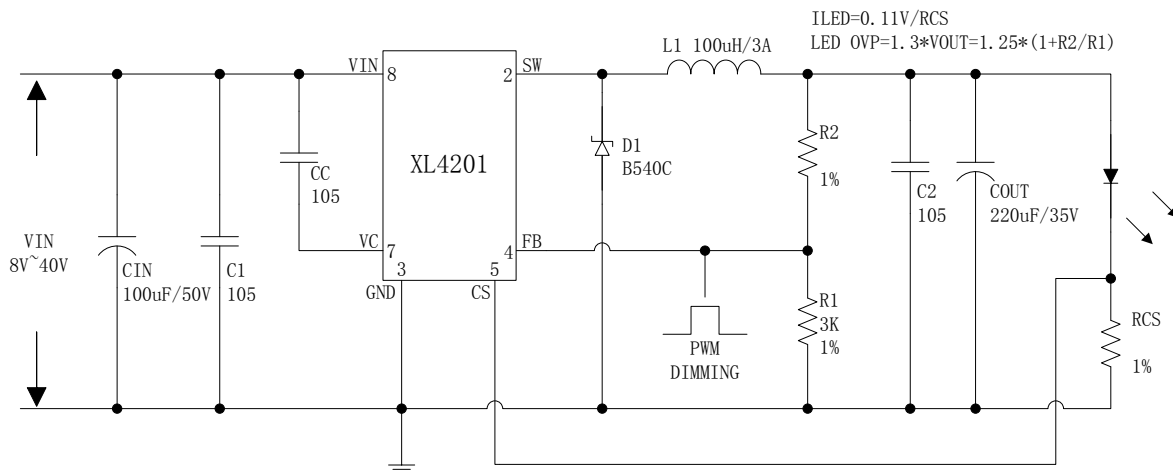 ILED=0.11V/RCS
LED OVP=1.3*VOUT=1.25*(1+R2/R1)
L1 100uH/3A
VIN
8
2
SW
XL4201
CC
105
D1
B540C
R2
1%
C2
105
COUT
220uF/35V
VIN
8V~40V
CIN
100uF/50V
C1
105
VC
7
4
FB
3
5
GND
CS
R1
3K
1%
PWM
DIMMING
RCS
1%